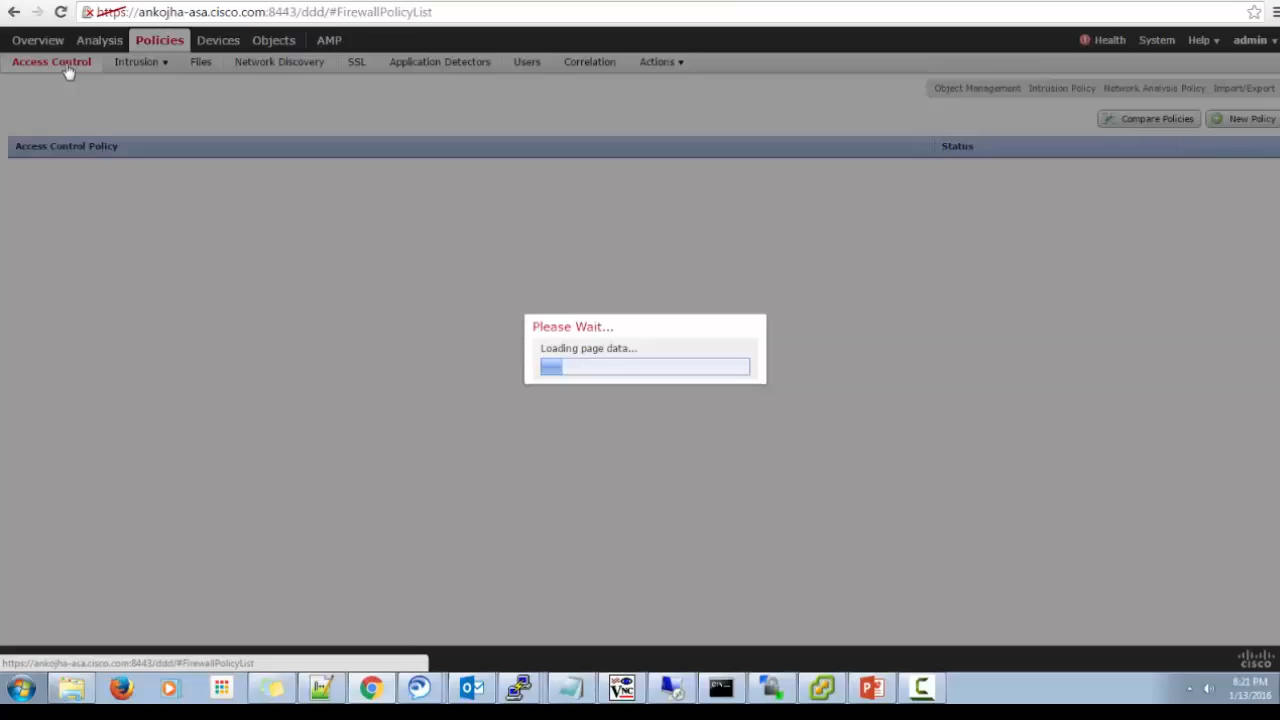 https://ankojha-asa.cisco.com:8443/ddd/#FirewallPolicyList
Overview Analysis Policies Devices Objects AMP Health System Help admin
Access Control Intrusion Files Network Discovery SSL Application Detectors Users Correlation Actions
Object Management Intrusion Policy Network Analysis Policy Import/Export
Compare Policies New Policy
Access Control Policy Status
Please Wait...
Loading page data...
https://ankojha-asa.cisco.com:8443/ddd/#FirewallPolicyList
CISCO
VNC
8:21 PM
1/13/2016